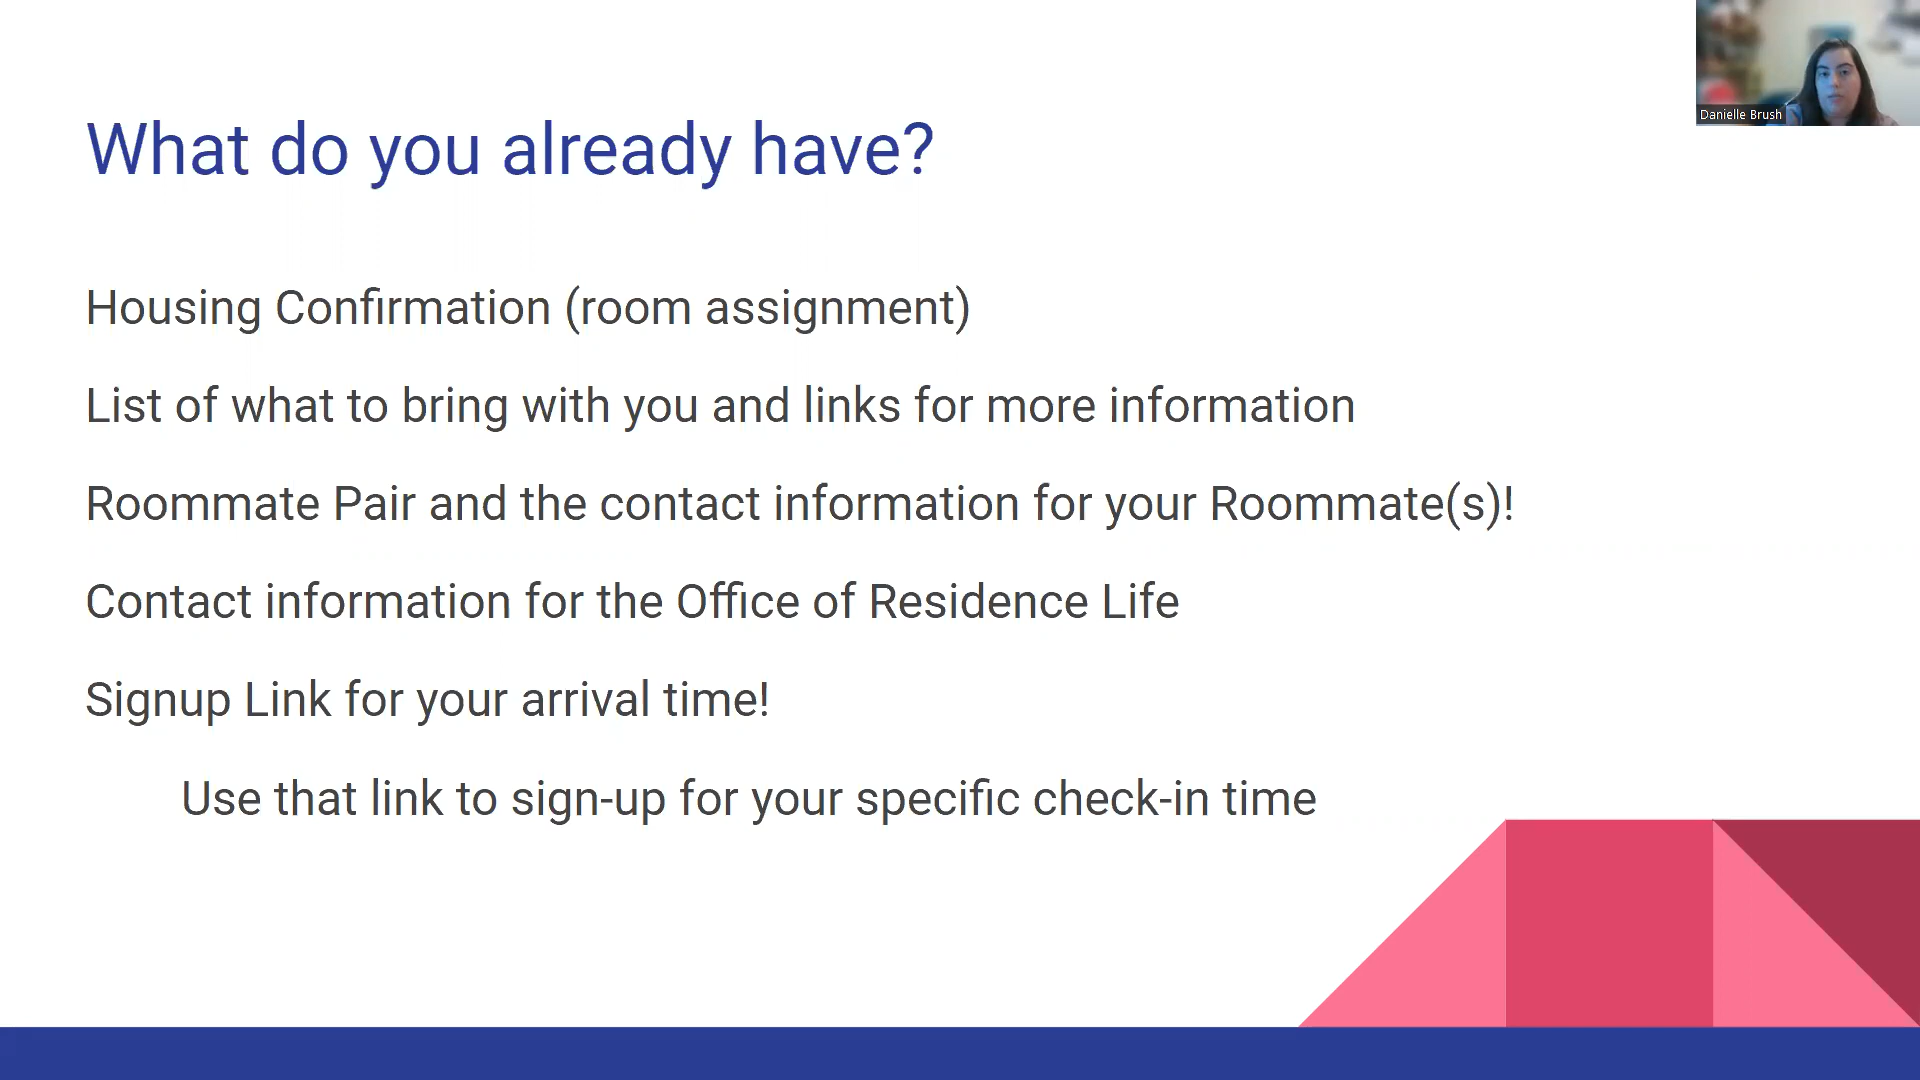 What do you already have?
Danielle Brush
Housing Confirmation (room assignment)
List of what to bring with you and links for more information
Roommate Pair and the contact information for your Roommate(s)!
Contact information for the Office of Residence Life
Signup Link for your arrival time!
Use that link to sign-up for your specific check-in time